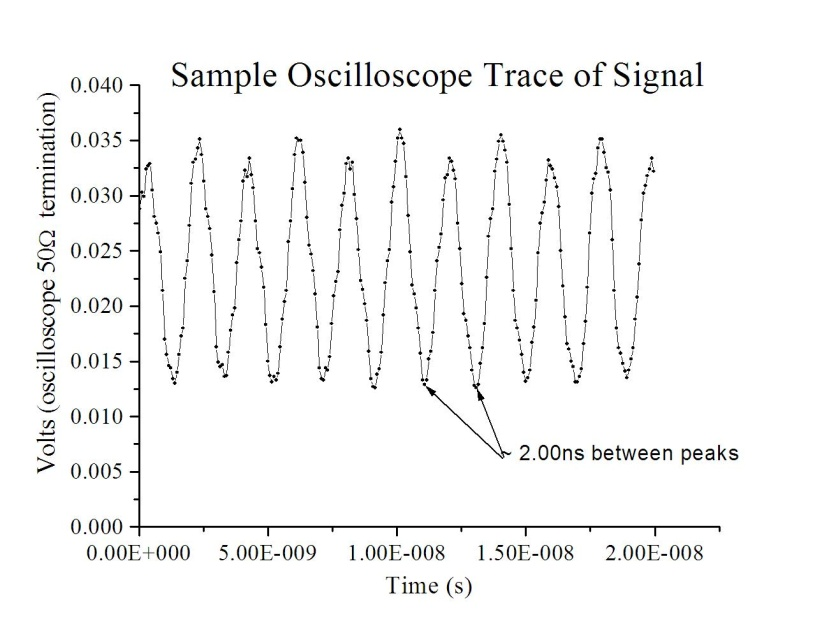 Sample Oscilloscope Trace of Signal
Volts (oscilloscope 50Ω termination)
0.040
0.035
0.030
0.025
0.020
0.015
0.010
0.005
0.000
2.00ns between peaks
0.00E+000 5.00E-009 1.00E-008 1.50E-008 2.00E-008
Time (s)